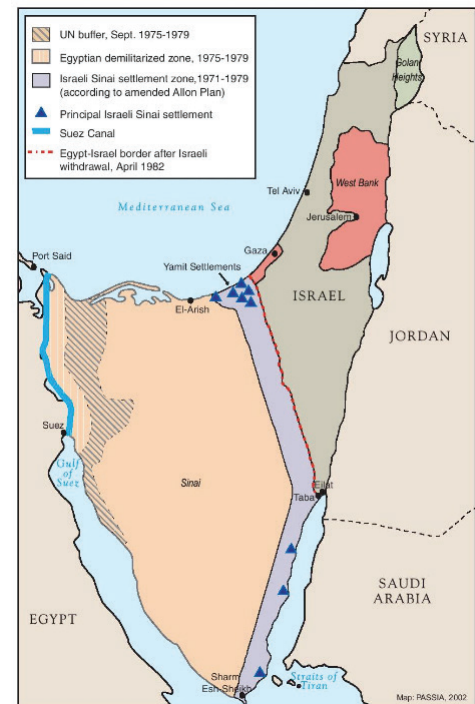 UN buffer, Sept. 1975-1979
Egyptian demilitarized zone, 1975-1979
Israeli Sinai settlement zone,1971-1979
(according to amended Allon Plan)
Principal Israeli Sinai settlement
Suez Canal
Egypt-Israel border after Israeli
withdrawal, April 1982
SYRIA
Golan
Heights
Mediterranean Sea
Tel Aviv
West Bank
Jerusalem
Gaza
Port Said
Yamit Settlements
El-Arish
ISRAEL
JORDAN
Suez
Gulf
of
Suez
Sinai
Eilat
Taba
EGYPT
SAUDI
ARABIA
Sharm
Esh-Sheikh
Straits of
Tiran
Map: PASSIA, 2002